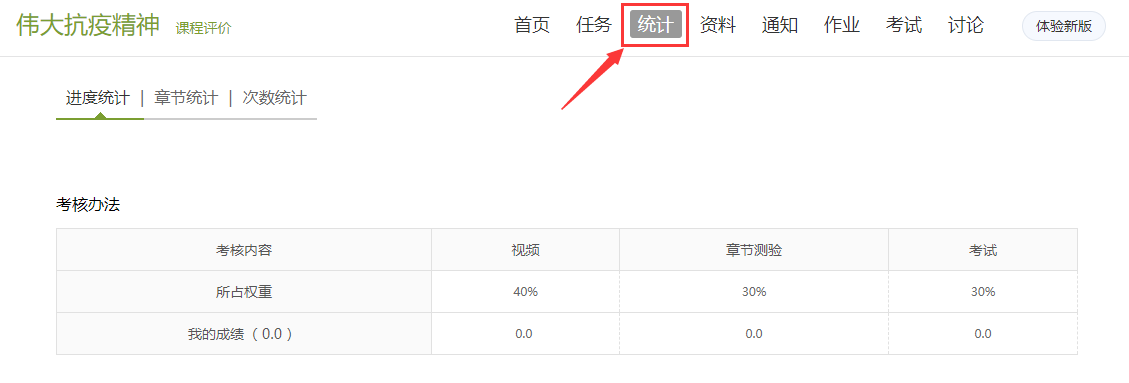 伟大抗疫精神 课程评价 首页 任务 统计 资料 通知 作业 考试 讨论 体验新版
进度统计 | 章节统计 | 次数统计
考核办法
考核内容 视频 章节测验 考试
所占权重 40% 30% 30%
我的成绩（ 0.0 ） 0.0 0.0 0.0